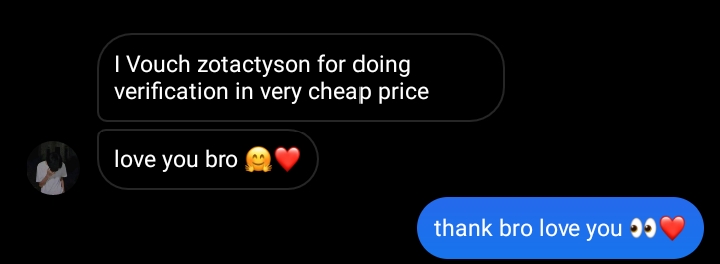 I Vouch zotactyson for doing
verification in very cheap price
love you bro 🤗❤️
thank bro love you 👀❤️